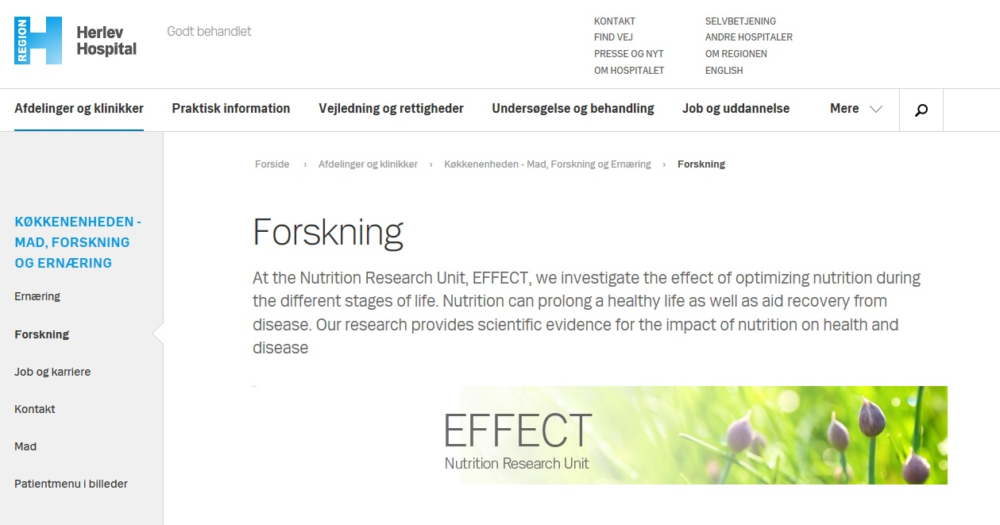 REGION
Herlev
Hospital
Godt behandlet
KONTAKT
FIND VEJ
PRESSE OG NYT
OM HOSPITALET
SELVBETJENING
ANDRE HOSPITALER
OM REGIONEN
ENGLISH
Afdelinger og klinikker Praktisk information Vejledning og rettigheder Undersøgelse og behandling Job og uddannelse Mere
Forside › Afdelinger og klinikker › Køkkenenheden - Mad, Forskning og Ernæring › Forskning
KØKKENENHEDEN -
MAD, FORSKNING
OG ERNÆRING
Ernæring
Forskning
Job og karriere
Kontakt
Mad
Patientmenu i billeder
Forskning
At the Nutrition Research Unit, EFFECT, we investigate the effect of optimizing nutrition during
the different stages of life. Nutrition can prolong a healthy life as well as aid recovery from
disease. Our research provides scientific evidence for the impact of nutrition on health and
disease
EFFECT
Nutrition Research Unit